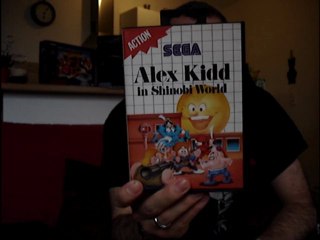 ACTION
SEGA
Alex Kidd
in Shinobi World